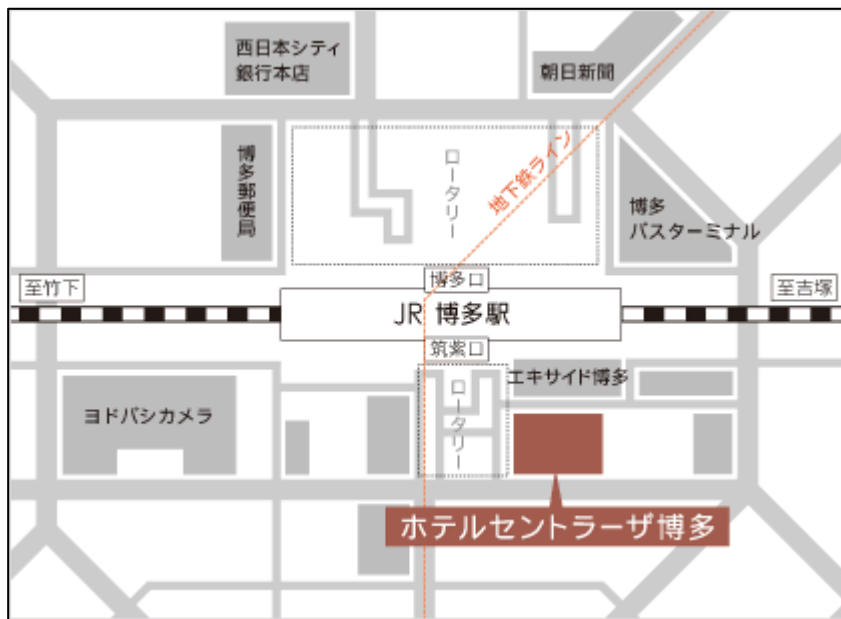 西日本シティ
銀行本店
朝日新聞
博多郵便局
ロータリー
地下鉄ライン
博多
バスターミナル
至竹下
博多口
至吉塚
JR 博多駅
筑紫口
エキサイド博多
ヨドバシカメラ
ロータリー
ホテルセントラーザ博多